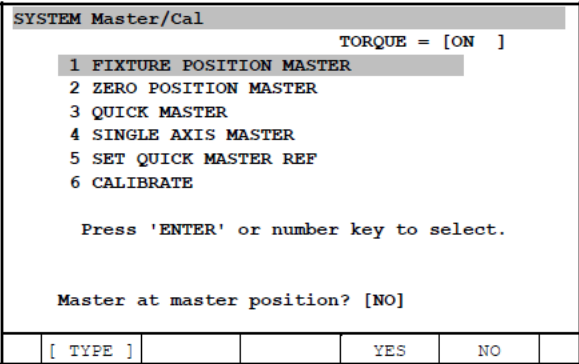 SYSTEM Master/Cal
TORQUE = [ON ]
1 FIXTURE POSITION MASTER
2 ZERO POSITION MASTER
3 QUICK MASTER
4 SINGLE AXIS MASTER
5 SET QUICK MASTER REF
6 CALIBRATE
Press 'ENTER' or number key to select.
Master at master position? [NO]
[ TYPE ] YES NO